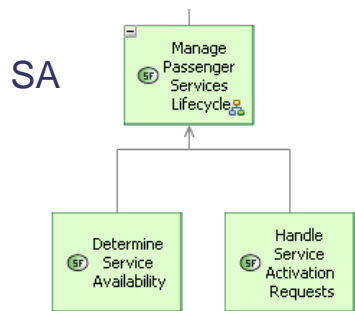 SA
Manage
Passenger
Services
Lifecycle
SF
Determine
Service
Availability
SF
Handle
Service
Activation
Requests
SF